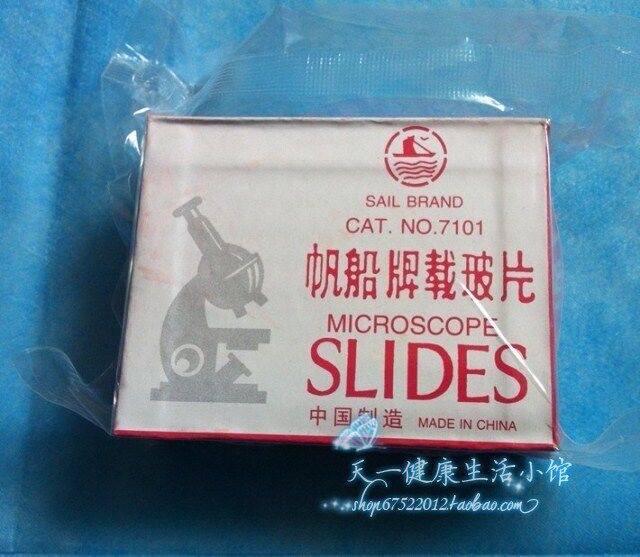 SAIL BRAND
CAT. NO.7101
帆船牌载玻片
MICROSCOPE
SLIDES
中国制造 MADE IN CHINA
天一健康生活小馆
shop67522012.taobao.com